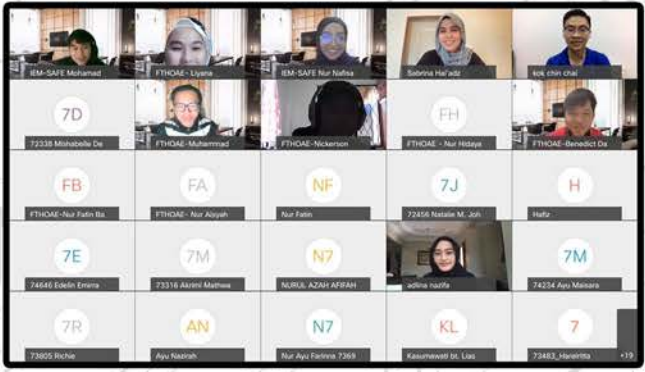 IEM-SAFE Mohamad
FTHOAE- Liyana
IEM-SAFE Nur Nafisa
Sabrina Hal'adz
kok chin chai
7D
72338 Mishabelle De
FTHOAE-Muhammad
FTHOAE-Nickerson
FH
FTHOAE - Nur Hidaya
FTHOAE-Benedict Da
FB
FTHOAE-Nur Fatin Ba
FA
FTHOAE- Nur Aisyah
NF
Nur Fatin
7J
72456 Natalie M. Joh
H
Hafiz
7E
74646 Edelin Emirra
7M
73316 Akrimi Mathwa
N7
NURUL AZAH AFIFAH
adlina nazifa
7M
74234 Ayu Maisara
7R
73805 Richie
AN
Ayu Nazirah
N7
Nur Ayu Farinna 7369
KL
Kasumawati bt. Lias
7
+19